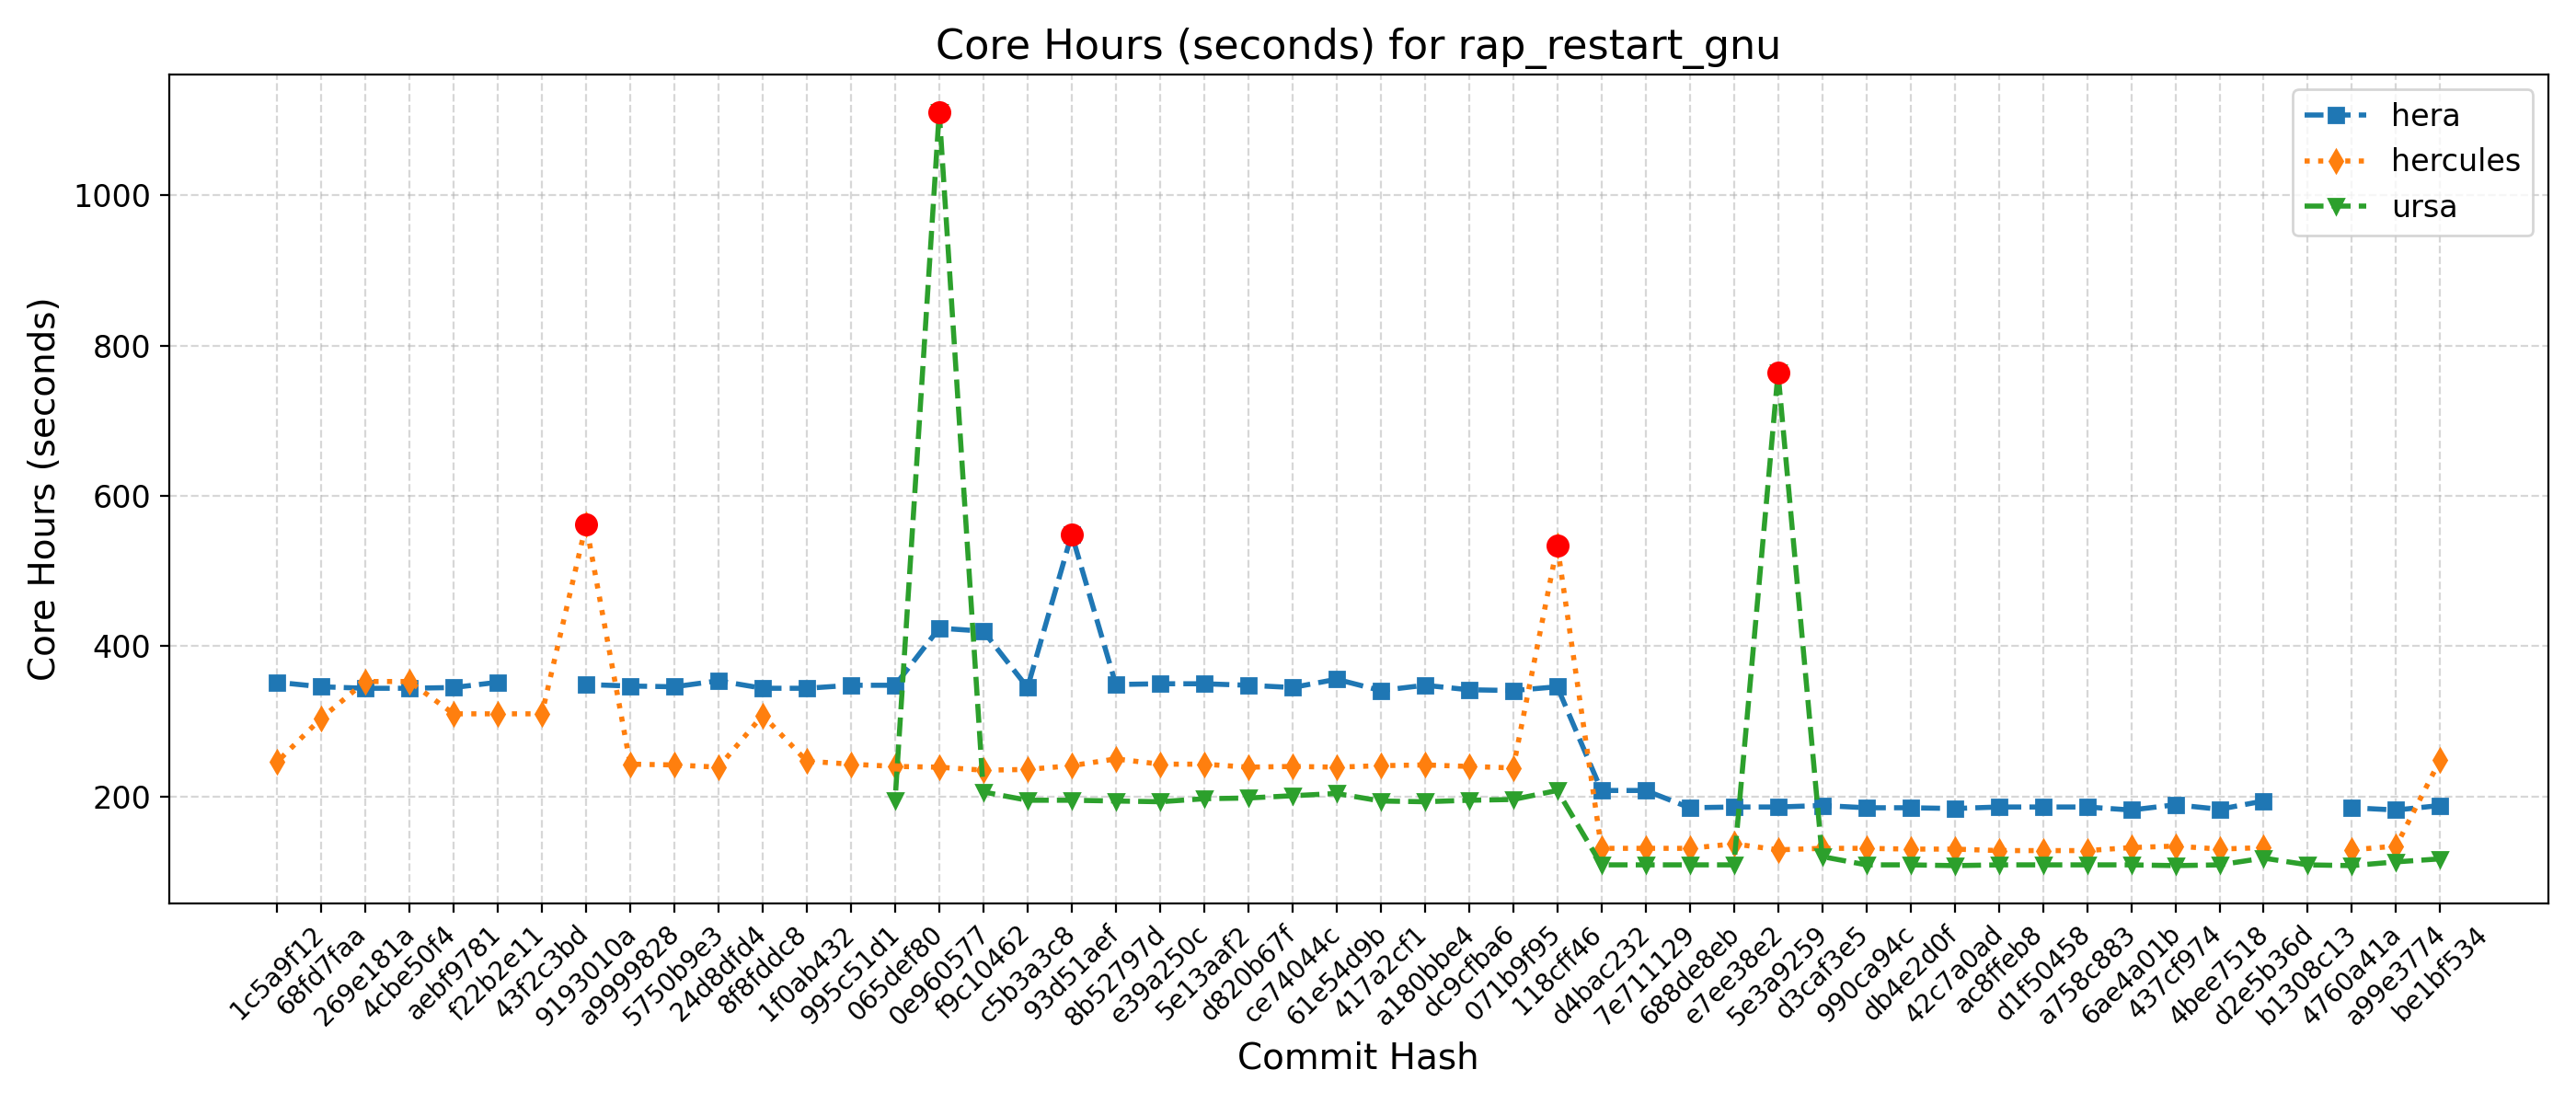 Core Hours (seconds) for rap_restart_gnu
hera
hercules
ursa
Core Hours (seconds)
1000
800
600
400
200
1c5a9f12
68fd7faa
269e181a
4cbe50f4
aebf9781
f22b2e11
43f2c3bd
9193010a
a9999828
5750b9e3
24d8dfd4
8f8fddc8
1f0ab432
995c51d1
065def80
0e960577
f9c10462
c5b3a3c8
93d51aef
8b52797d
e39a250c
5e13aaf2
d820b67f
ce74044c
61e54d9b
417a2cf1
a180bbe4
dc9cfba6
071b9f95
118cff46
d4bac232
7e711129
688de8eb
e7ee38e2
5e3a9259
d3caf3e5
990ca94c
db4e2d0f
42c7a0ad
ac8ffeb8
d1f50458
a758c883
6ae4a01b
437cf974
4bee7518
d2e5b36d
b1308c13
4760a41a
a99e3774
be1bf534
Commit Hash